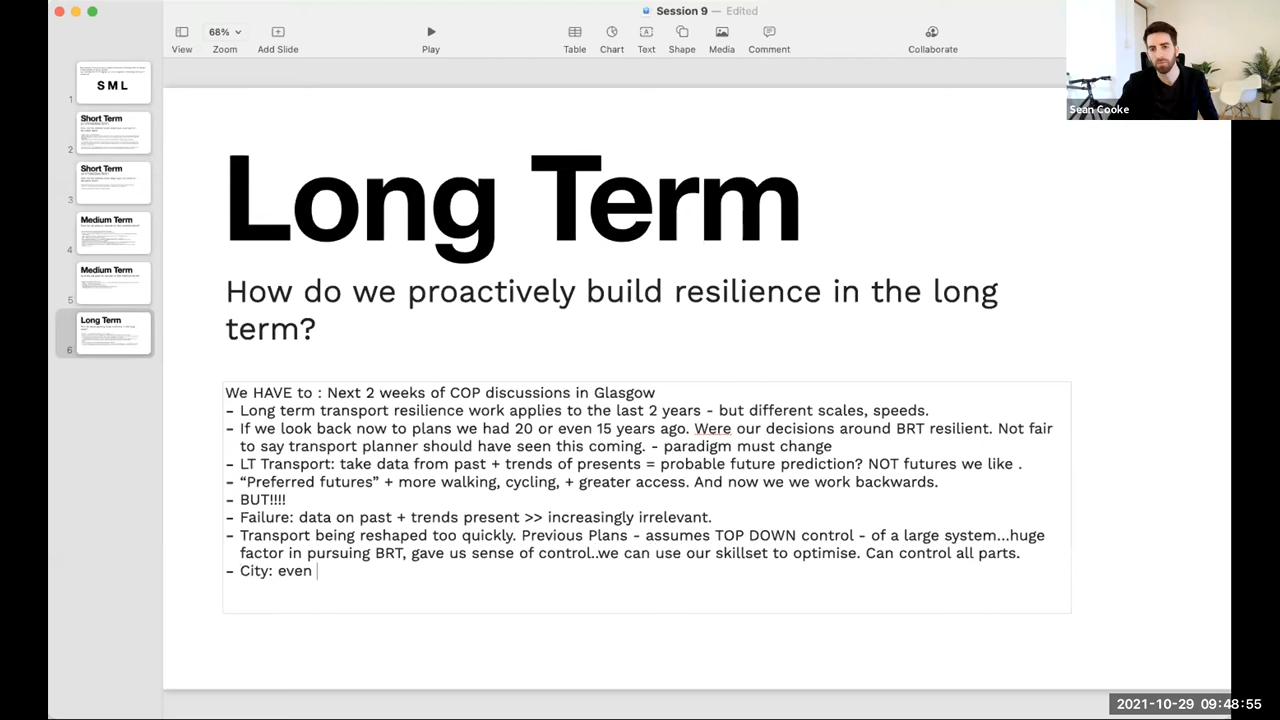 Session 9 — Edited
68%
View
Zoom
Add Slide
Play
Table
Chart
Text
Shape
Media
Comment
Collaborate
Sean Cooke
S M L
1
Short Term
2
Short Term
3
Medium Term
4
Medium Term
5
Long Term
6
Long Term
How do we proactively build resilience in the long
term?
We HAVE to : Next 2 weeks of COP discussions in Glasgow
- Long term transport resilience work applies to the last 2 years - but different scales, speeds.
- If we look back now to plans we had 20 or even 15 years ago. Were our decisions around BRT resilient. Not fair
to say transport planner should have seen this coming. - paradigm must change
- LT Transport: take data from past + trends of presents = probable future prediction? NOT futures we like .
- “Preferred futures” + more walking, cycling, + greater access. And now we we work backwards.
- BUT!!!!
- Failure: data on past + trends present >> increasingly irrelevant.
- Transport being reshaped too quickly. Previous Plans - assumes TOP DOWN control - of a large system...huge
factor in pursuing BRT, gave us sense of control..we can use our skillset to optimise. Can control all parts.
- City: even
2021-10-29 09:48:55